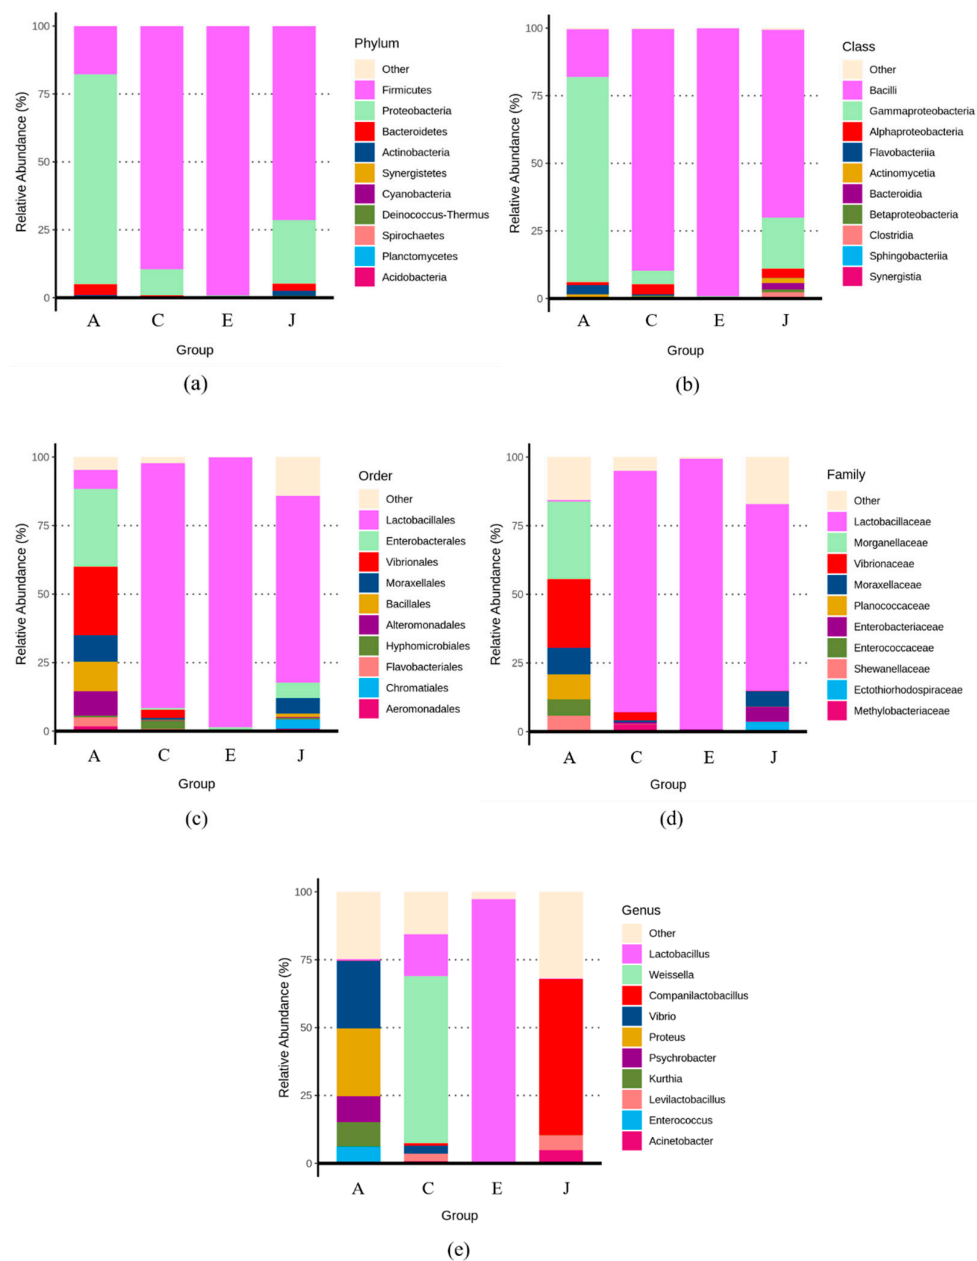 Relative Abundance (%)
100
75
50
25
0
A C E J
Group
Phylum
Other
Firmicutes
Proteobacteria
Bacteroidetes
Actinobacteria
Synergistetes
Cyanobacteria
Deinococcus-Thermus
Spirochaetes
Planctomycetes
Acidobacteria
(a)
Relative Abundance (%)
100
75
50
25
0
A C E J
Group
Class
Other
Bacilli
Gammaproteobacteria
Alphaproteobacteria
Flavobacteriia
Actinomycetia
Bacteroidia
Betaproteobacteria
Clostridia
Sphingobacteriia
Synergistia
(b)
Relative Abundance (%)
100
75
50
25
0
A C E J
Group
Order
Other
Lactobacillales
Enterobacterales
Vibrionales
Moraxellales
Bacillales
Alteromonadales
Hyphomicrobiales
Flavobacteriales
Chromatiales
Aeromonadales
(c)
Relative Abundance (%)
100
75
50
25
0
A C E J
Group
Family
Other
Lactobacillaceae
Morganellaceae
Vibrionaceae
Moraxellaceae
Planococcaceae
Enterobacteriaceae
Enterococcaceae
Shewanellaceae
Ectothiorhodospiraceae
Methylobacteriaceae
(d)
Relative Abundance (%)
100
75
50
25
0
A C E J
Group
Genus
Other
Lactobacillus
Weissella
Companilactobacillus
Vibrio
Proteus
Psychrobacter
Kurthia
Levilactobacillus
Enterococcus
Acinetobacter
(e)